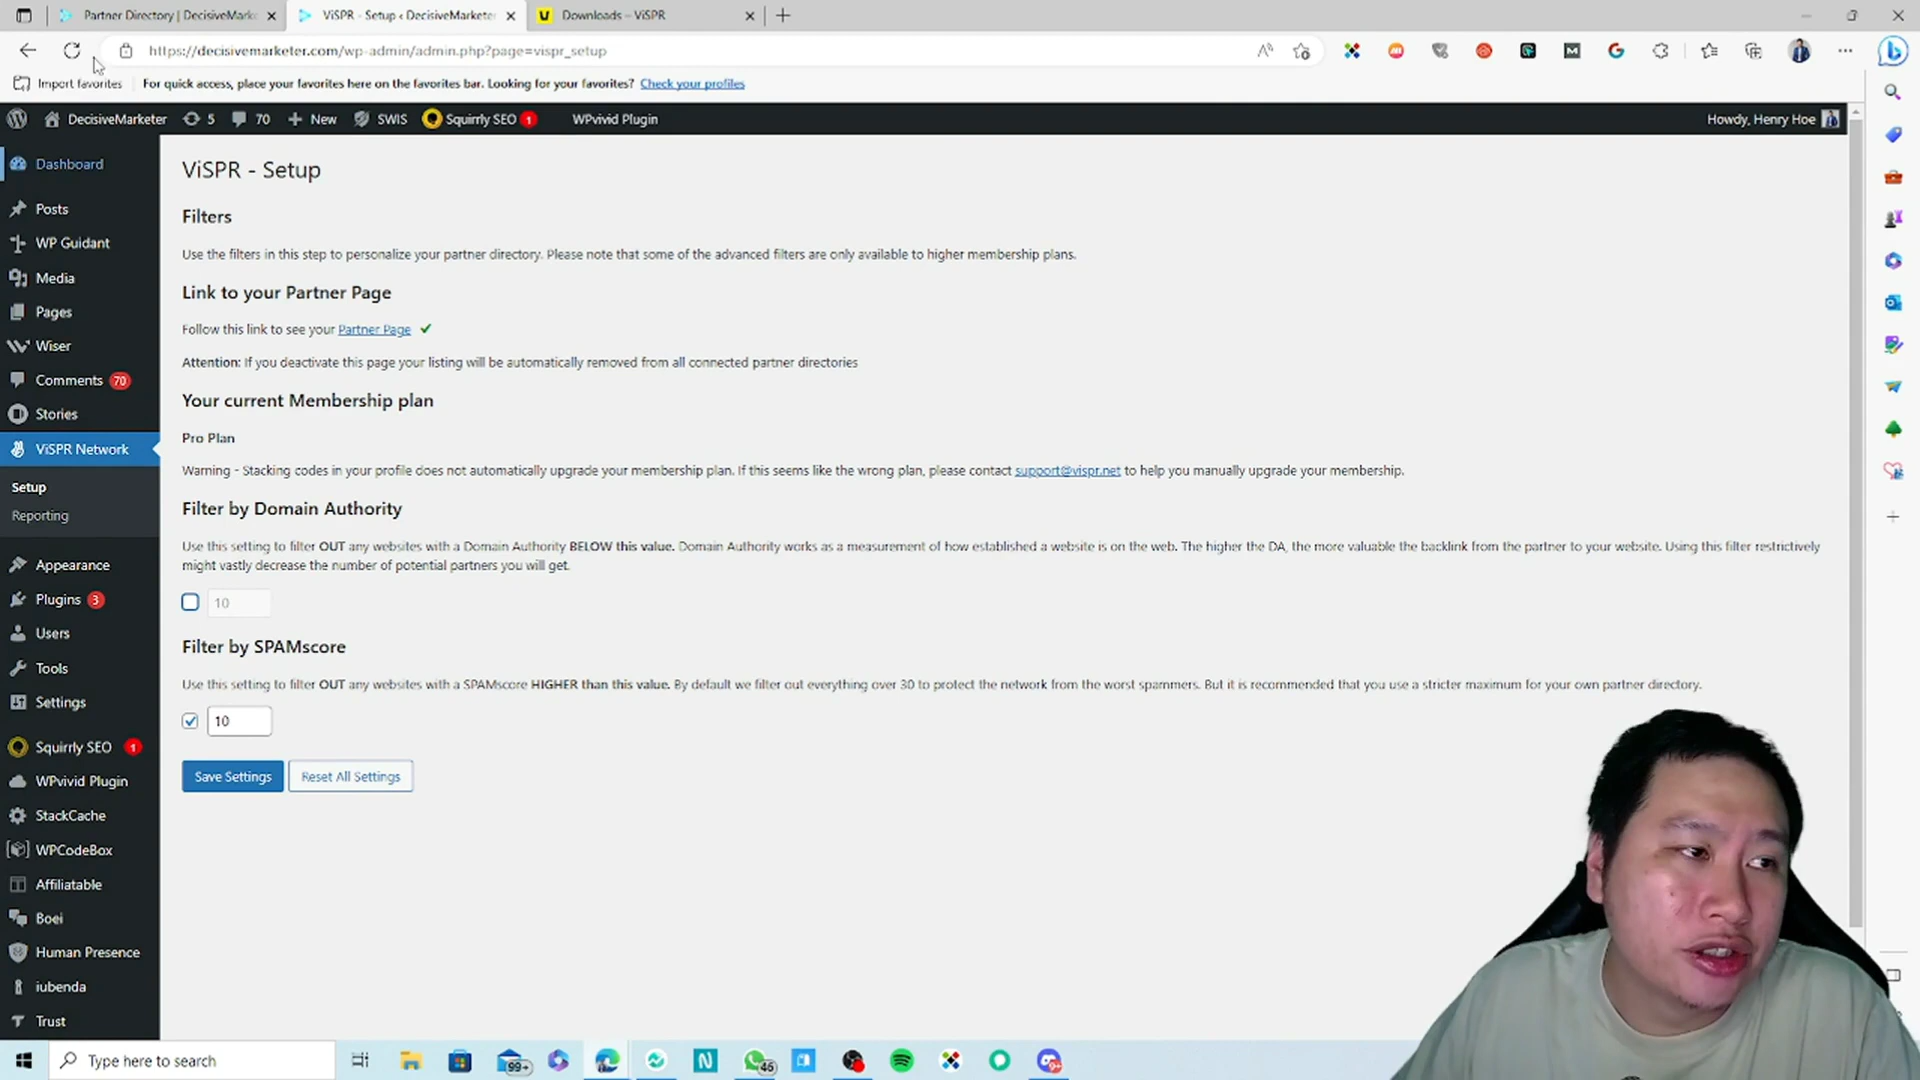 Partner Directory | DecisiveMarke
ViSPR - Setup ‹ DecisiveMarketer
Downloads – ViSPR
https://decisivemarketer.com/wp-admin/admin.php?page=vispr_setup
Import favorites
For quick access, place your favorites here on the favorites bar. Looking for your favorites? Check your profiles
DecisiveMarketer 5 70 New SWIS Squirrly SEO 1 WPvivid Plugin Howdy, Henry Hoe
Dashboard
Posts
WP Guidant
Media
Pages
Wiser
Comments 70
Stories
ViSPR Network
Setup
Reporting
Appearance
Plugins 3
Users
Tools
Settings
Squirrly SEO 1
WPvivid Plugin
StackCache
WPCodeBox
Affiliatable
Boei
Human Presence
iubenda
Trust
ViSPR - Setup
Filters
Use the filters in this step to personalize your partner directory. Please note that some of the advanced filters are only available to higher membership plans.
Link to your Partner Page
Follow this link to see your Partner Page ✔
Attention: If you deactivate this page your listing will be automatically removed from all connected partner directories
Your current Membership plan
Pro Plan
Warning - Stacking codes in your profile does not automatically upgrade your membership plan. If this seems like the wrong plan, please contact support@vispr.net to help you manually upgrade your membership.
Filter by Domain Authority
Use this setting to filter OUT any websites with a Domain Authority BELOW this value. Domain Authority works as a measurement of how established a website is on the web. The higher the DA, the more valuable the backlink from the partner to your website. Using this filter restrictively
might vastly decrease the number of potential partners you will get.
10
Filter by SPAMscore
Use this setting to filter OUT any websites with a SPAMscore HIGHER than this value. By default we filter out everything over 30 to protect the network from the worst spammers. But it is recommended that you use a stricter maximum for your own partner directory.
10
Save Settings
Reset All Settings
Type here to search
99+
46